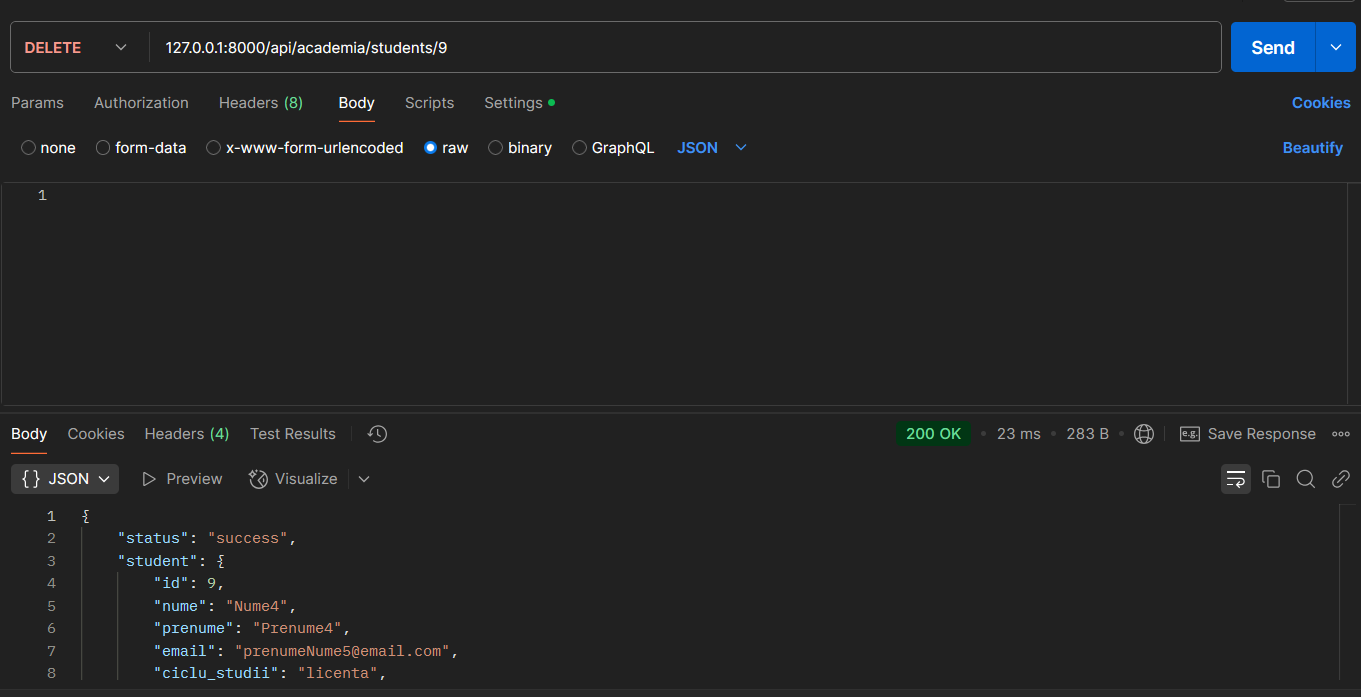 DELETE 127.0.0.1:8000/api/academia/students/9 Send
Params Authorization Headers (8) Body Scripts Settings Cookies
none form-data x-www-form-urlencoded raw binary GraphQL JSON Beautify
1
Body Cookies Headers (4) Test Results 200 OK • 23 ms • 283 B • e.g. Save Response
{} JSON Preview Visualize
1 {
2 "status": "success",
3 "student": {
4 "id": 9,
5 "nume": "Nume4",
6 "prenume": "Prenume4",
7 "email": "prenumeNume5@email.com",
8 "ciclu_studii": "licenta",